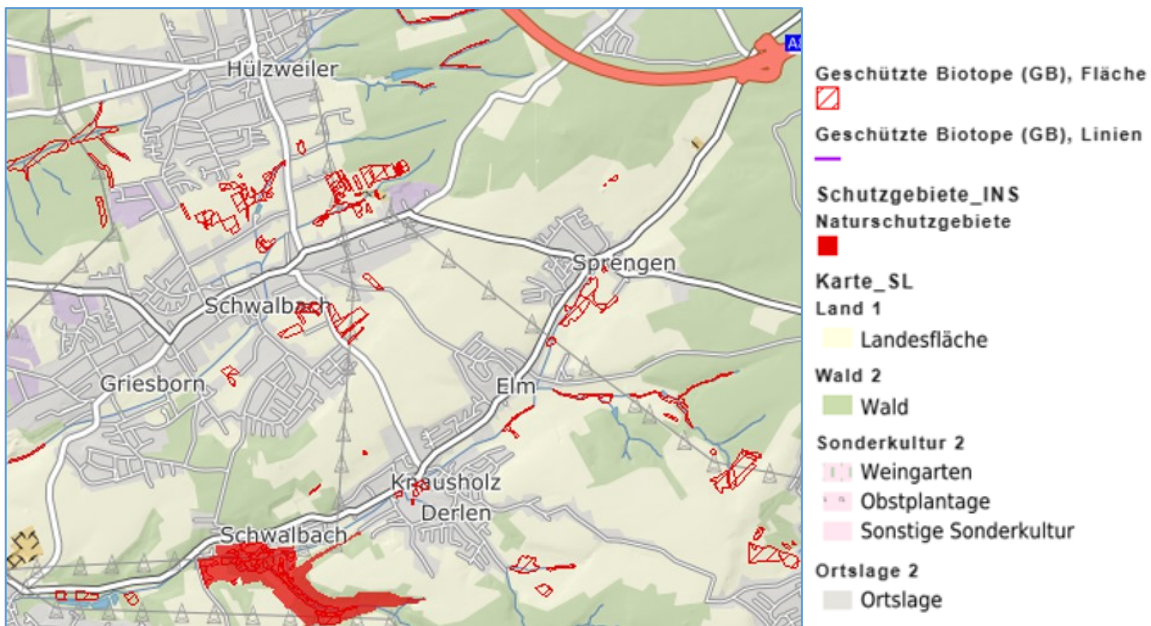 Hülzweiler
Schwalbach
Griesborn
Sprengen
Elm
Knausholz
Derlen
Schwalbach
Geschützte Biotope (GB), Fläche
Geschützte Biotope (GB), Linien
Schutzgebiete_INS
Naturschutzgebiete
Karte_SL
Land 1
Landesfläche
Wald 2
Wald
Sonderkultur 2
Weingarten
Obstplantage
Sonstige Sonderkultur
Ortslage 2
Ortslage